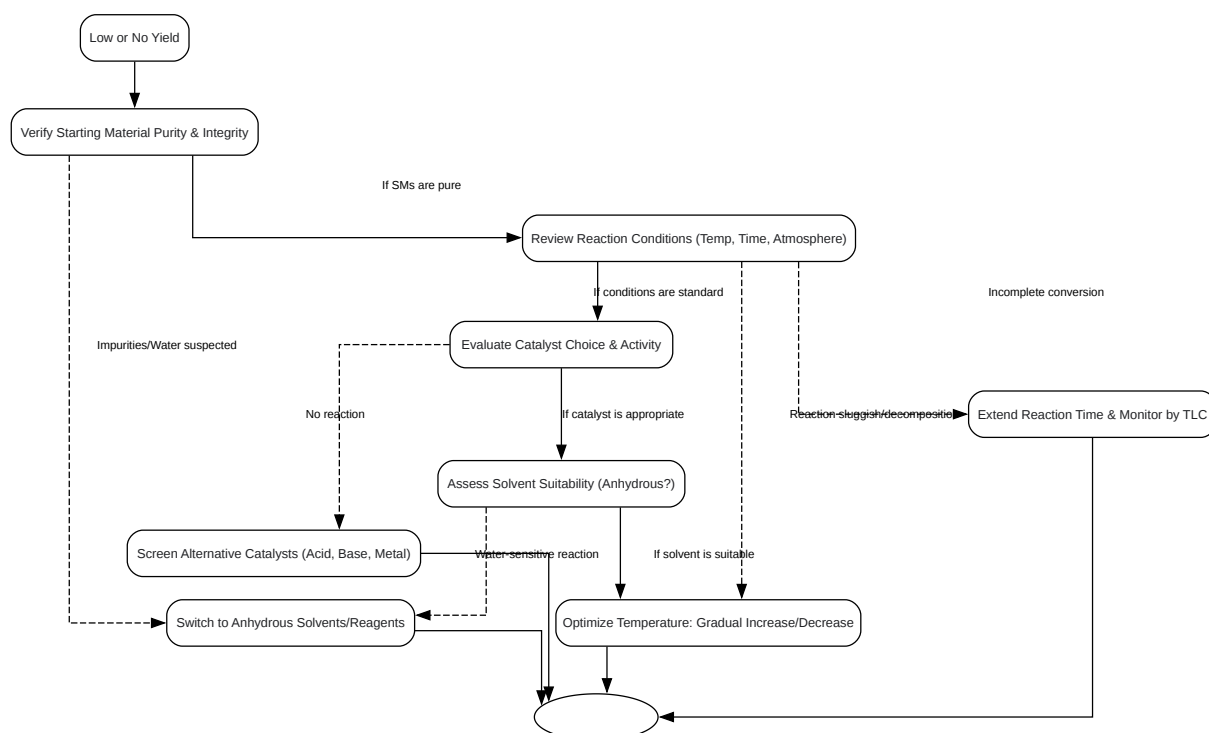 Low or No Yield
Verify Starting Material Purity & Integrity
If SMs are pure
Review Reaction Conditions (Temp, Time, Atmosphere)
If conditions are standard
Incomplete conversion
Impurities/Water suspected
Evaluate Catalyst Choice & Activity
No reaction
If catalyst is appropriate
Reaction sluggish/decompositio
Extend Reaction Time & Monitor by TLC
Assess Solvent Suitability (Anhydrous?)
Screen Alternative Catalysts (Acid, Base, Metal)
Water-sensitive reaction
If solvent is suitable
Switch to Anhydrous Solvents/Reagents
Optimize Temperature: Gradual Increase/Decrease